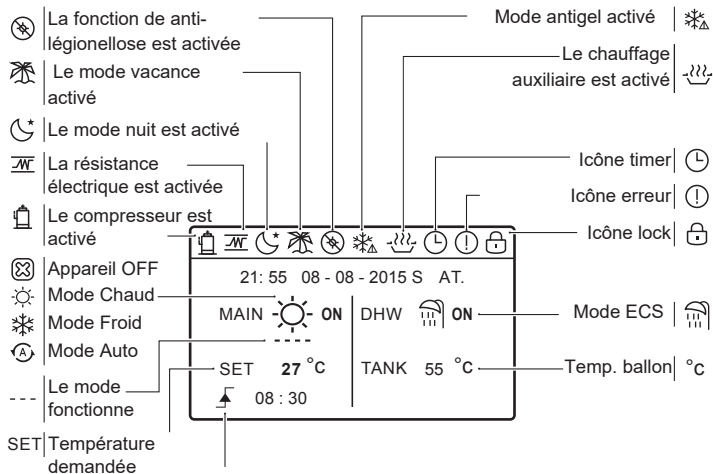 La fonction de anti-
légionellose est activée
Le mode vacance
activé
Le mode nuit est activé
La résistance
électrique est activée
Le compresseur est
activé
Appareil OFF
Mode Chaud
Mode Froid
A Mode Auto
--- Le mode
fonctionne
SET Température
demandée
Mode antigel activé
Le chauffage
auxiliaire est activé
Icône timer
Icône erreur
Icône lock
Mode ECS
Temp. ballon °C
21: 55 08 - 08 - 2015 S AT.
MAIN ON DHW ON
----
SET 27 °C TANK 55 °C
08 : 30